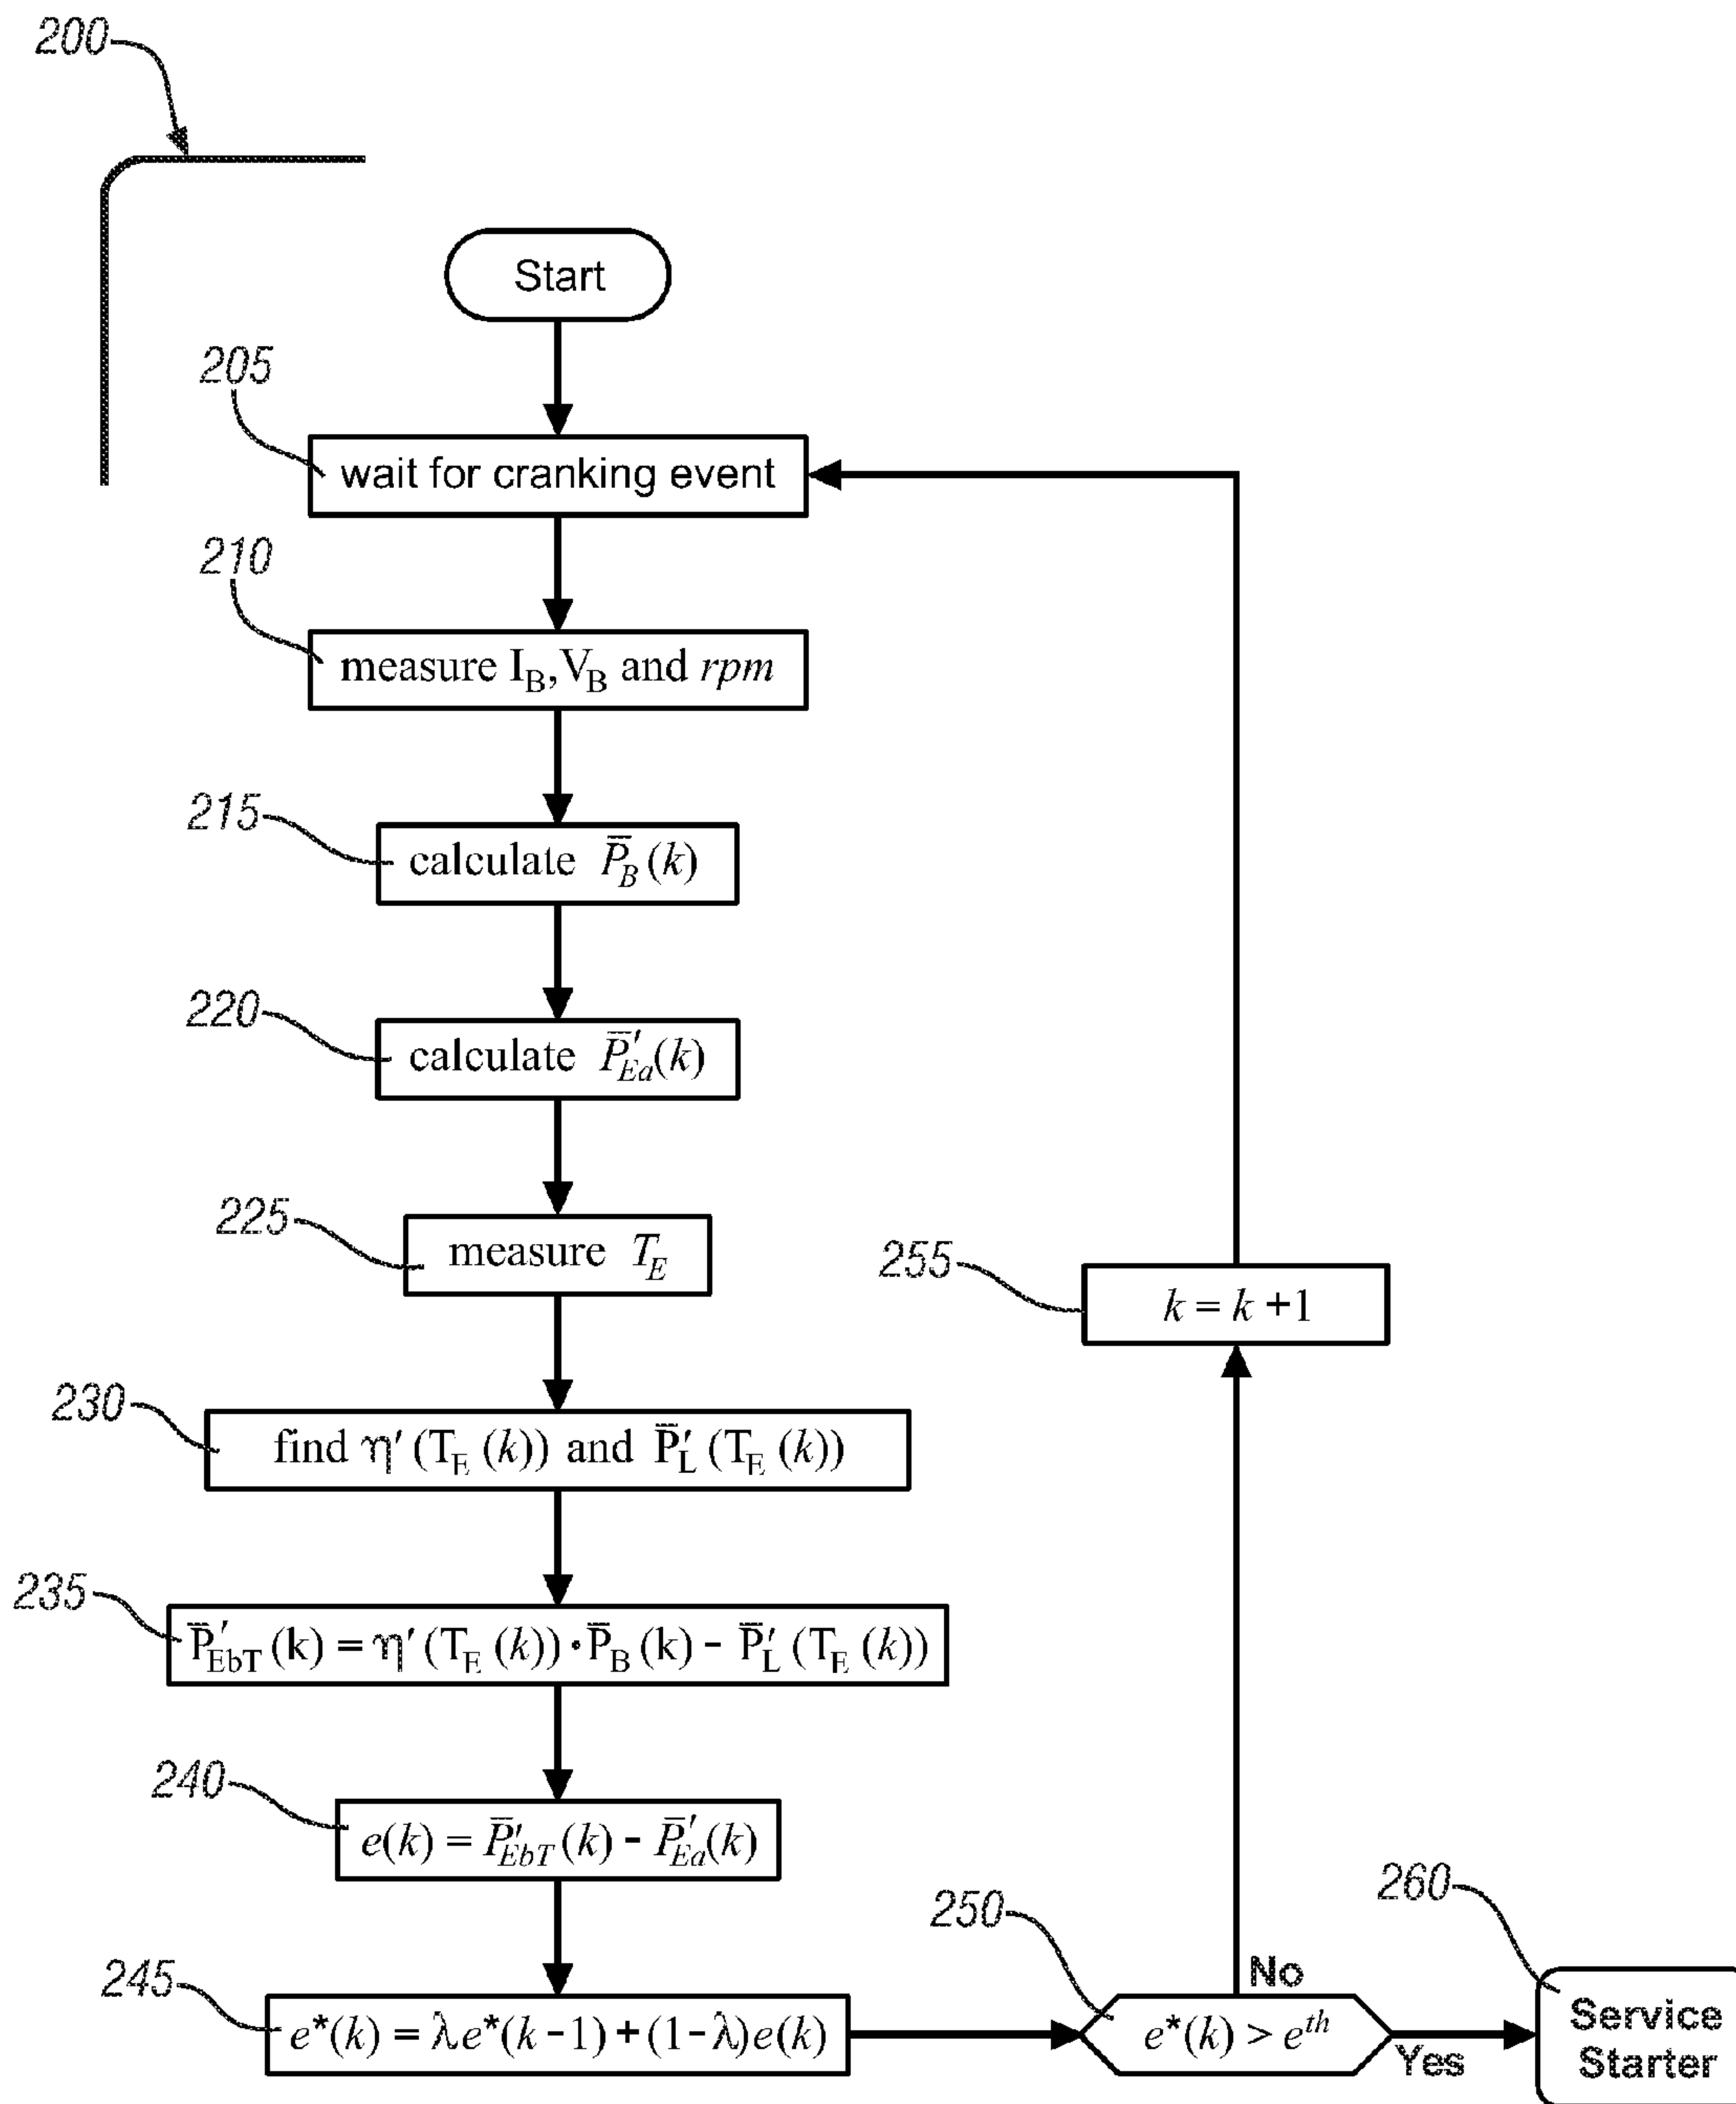 200
Start
205
wait for cranking event
210
measure I_B, V_B and rpm
215
calculate P̅_B(k)
220
calculate P̅′_Ea(k)
225
measure T_E
255
k = k +1
230
find η′(T_E(k)) and P̅′_L(T_E(k))
235
P̅′_EbT(k) = η′(T_E(k))·P̅_B(k) - P̅′_L(T_E(k))
240
e(k) = P̅′_EbT(k) - P̅′_Ea(k)
245
e*(k) = λe*(k-1)+(1-λ)e(k)
250
e*(k) > e^th
No
Yes
260
Service
Starter